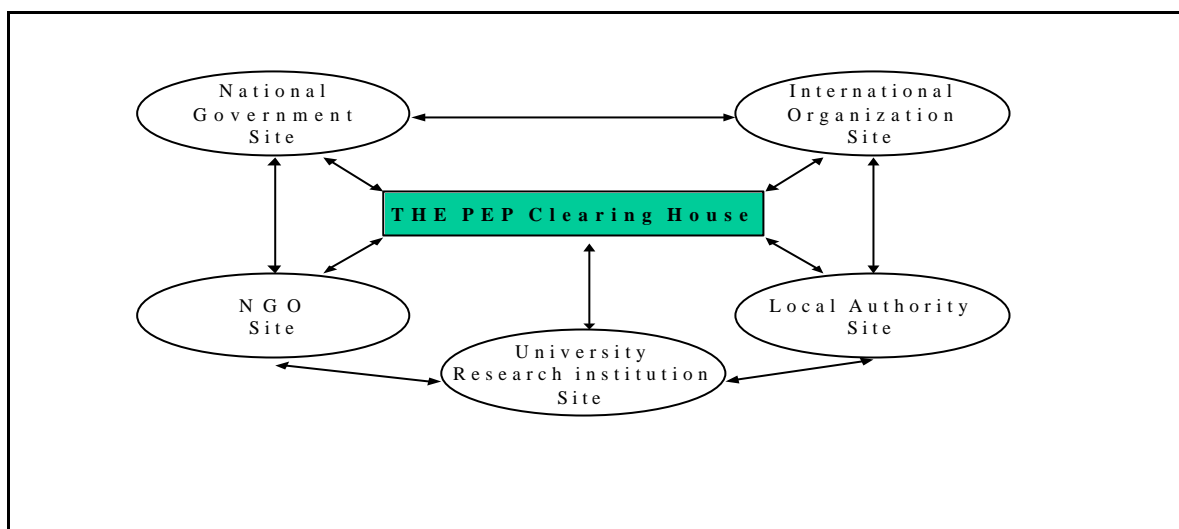 National
Government
Site
International
Organization
Site
THE PEP Clearing House
NGO
Site
Local Authority
Site
University
Research institution
Site